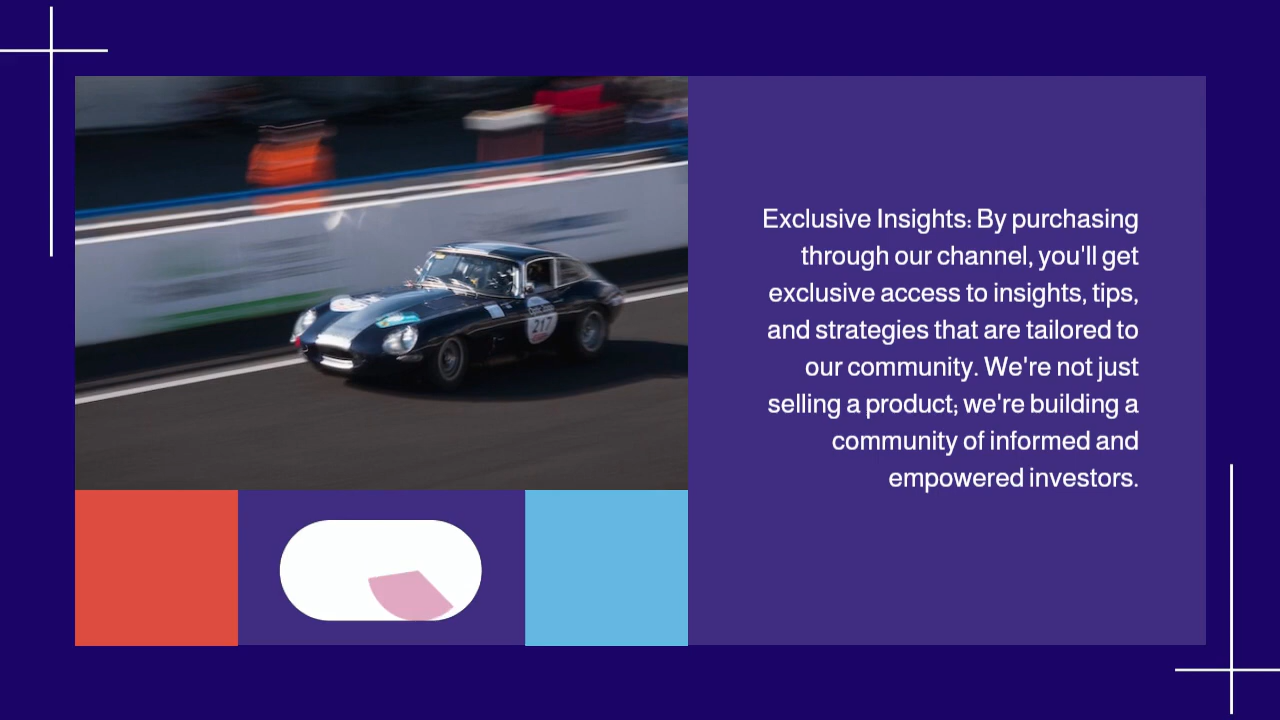 Exclusive Insights: By purchasing
through our channel, you'll get
exclusive access to insights, tips,
and strategies that are tailored to
our community. We're not just
selling a product; we're building a
community of informed and
empowered investors.
217